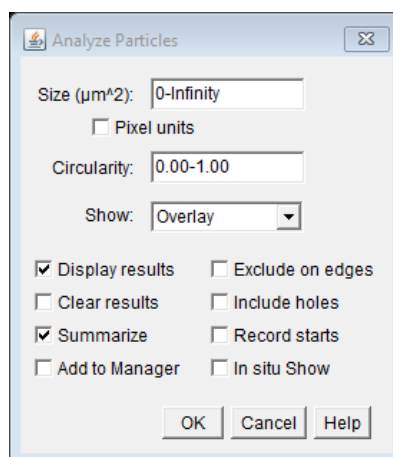 Analyze Particles
Size (µm^2): 0-Infinity
Pixel units
Circularity: 0.00-1.00
Show: Overlay
Display results Exclude on edges
Clear results Include holes
Summarize Record starts
Add to Manager In situ Show
OK Cancel Help